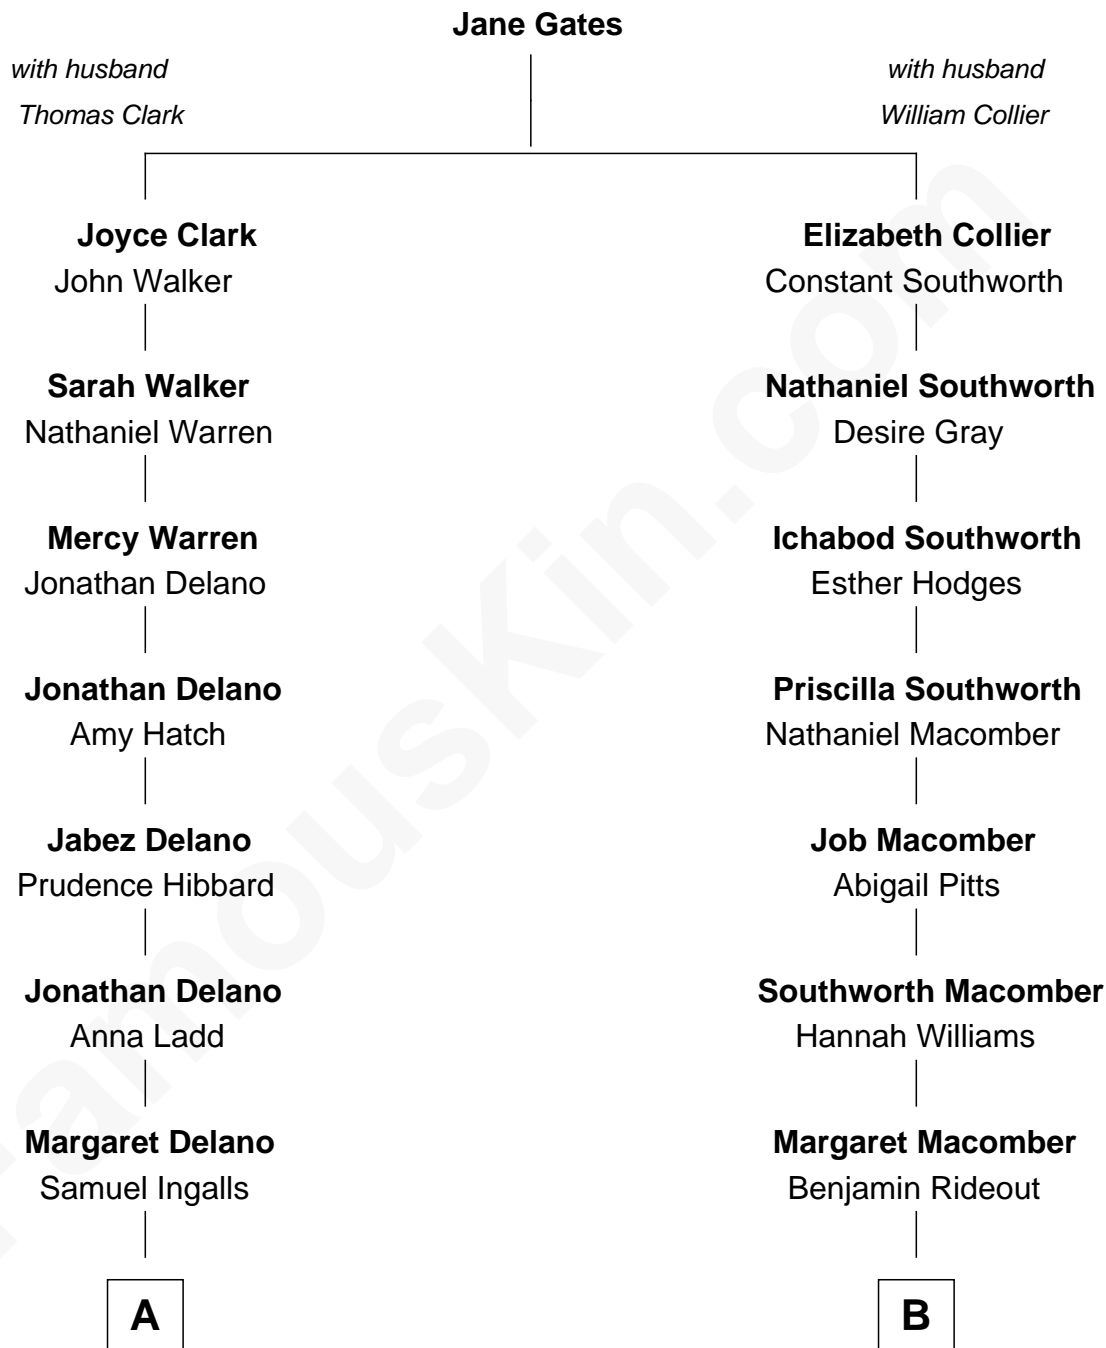 Jane Gates
with husband
Thomas Clark
with husband
William Collier
Joyce Clark
John Walker
Elizabeth Collier
Constant Southworth
Sarah Walker
Nathaniel Warren
Nathaniel Southworth
Desire Gray
Mercy Warren
Jonathan Delano
Ichabod Southworth
Esther Hodges
Jonathan Delano
Amy Hatch
Priscilla Southworth
Nathaniel Macomber
Jabez Delano
Prudence Hibbard
Job Macomber
Abigail Pitts
Jonathan Delano
Anna Ladd
Southworth Macomber
Hannah Williams
Margaret Delano
Samuel Ingalls
Margaret Macomber
Benjamin Rideout
A
B
FamousKin.com